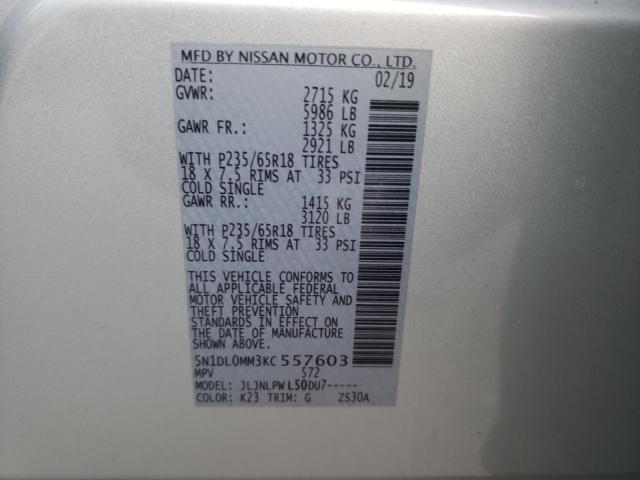 MFD BY NISSAN MOTOR CO., LTD.
DATE: 02/19
GVWR: 2715 KG
5986 LB
GAWR FR.: 1325 KG
2921 LB
WITH P235/65R18 TIRES
18 X 7.5 RIMS AT 33 PSI
COLD SINGLE
GAWR RR.: 1415 KG
3120 LB
WITH P235/65R18 TIRES
18 X 7.5 RIMS AT 33 PSI
COLD SINGLE
THIS VEHICLE CONFORMS TO
ALL APPLICABLE FEDERAL
MOTOR VEHICLE SAFETY AND
THEFT PREVENTION
STANDARDS IN EFFECT ON
THE DATE OF MANUFACTURE
SHOWN ABOVE.
5N1DL0MM3KC 557603
MPV 572
MODEL: JLJNLPW L50DU7-----
COLOR: K23 TRIM: G ZS30A